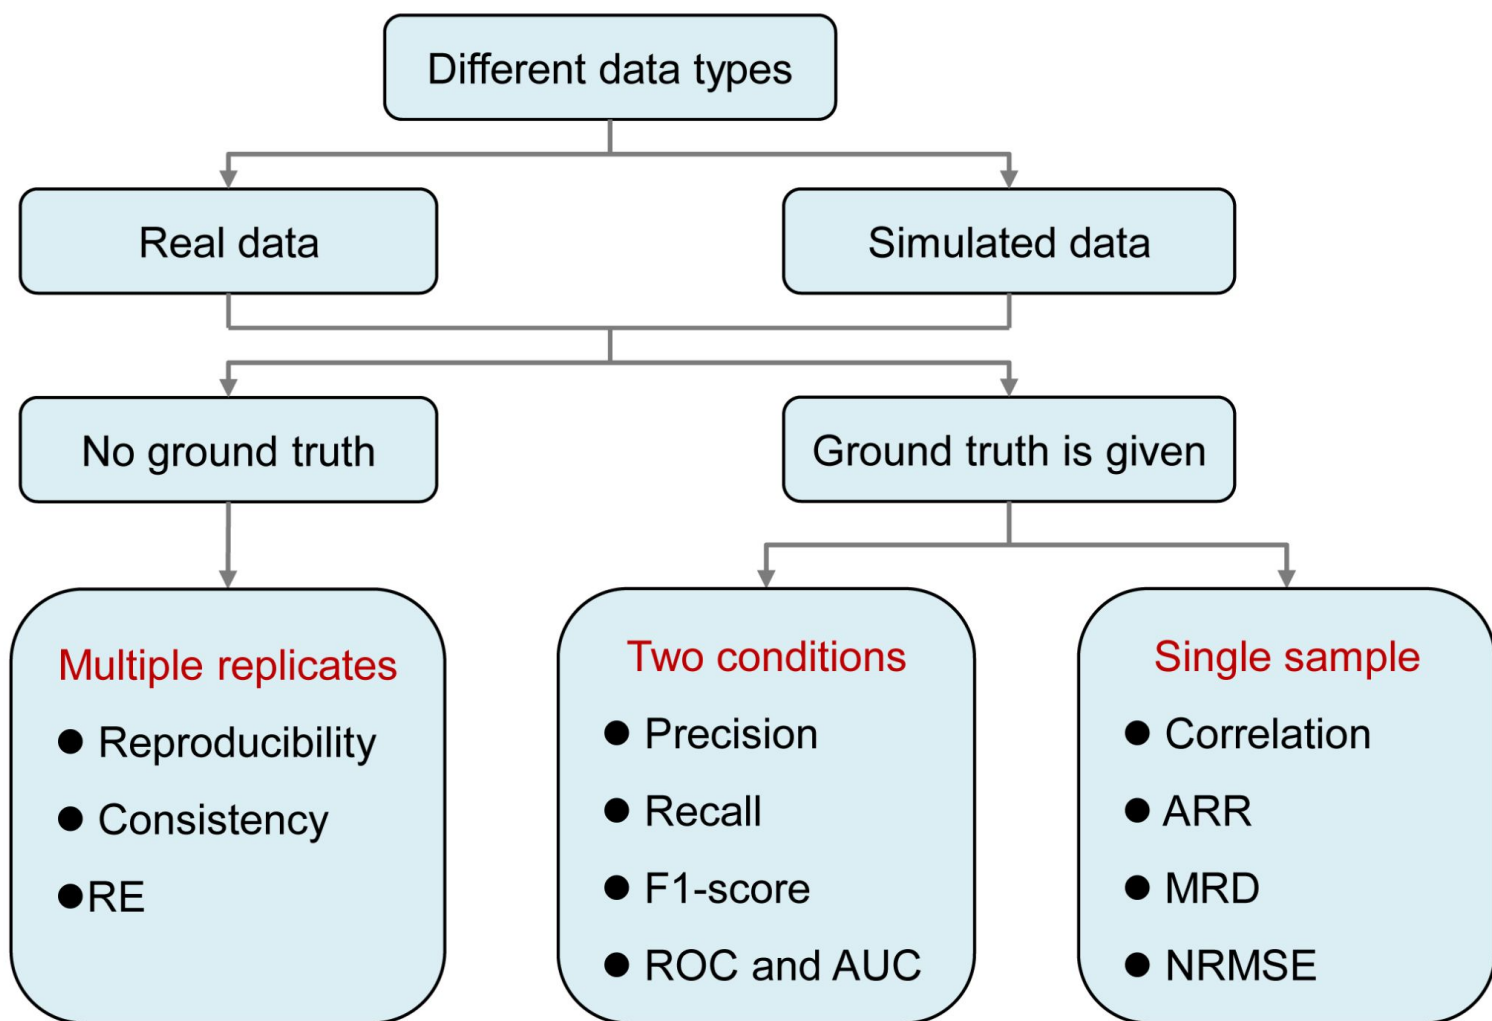 Different data types
Real data
Simulated data
No ground truth
Ground truth is given
Multiple replicates
● Reproducibility
● Consistency
●RE
Two conditions
● Precision
● Recall
● F1-score
● ROC and AUC
Single sample
● Correlation
● ARR
● MRD
● NRMSE